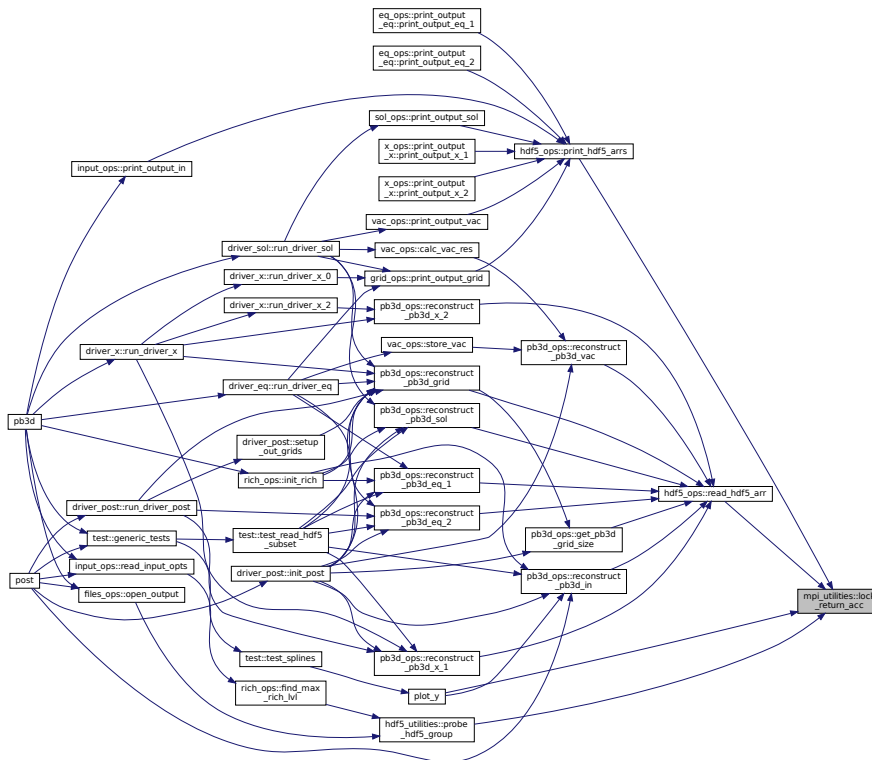 eq_ops::print_output
_eq::print_output_eq_1
eq_ops::print_output
_eq::print_output_eq_2
sol_ops::print_output_sol
x_ops::print_output
_x::print_output_x_1
hdf5_ops::print_hdf5_arrs
input_ops::print_output_in
x_ops::print_output
_x::print_output_x_2
vac_ops::print_output_vac
driver_sol::run_driver_sol
vac_ops::calc_vac_res
driver_x::run_driver_x_0
grid_ops::print_output_grid
driver_x::run_driver_x_2
pb3d_ops::reconstruct
_pb3d_x_2
driver_x::run_driver_x
vac_ops::store_vac
pb3d_ops::reconstruct
_pb3d_vac
driver_eq::run_driver_eq
pb3d_ops::reconstruct
_pb3d_grid
pb3d
pb3d_ops::reconstruct
_pb3d_sol
driver_post::setup
_out_grids
rich_ops::init_rich
pb3d_ops::reconstruct
_pb3d_eq_1
hdf5_ops::read_hdf5_arr
driver_post::run_driver_post
pb3d_ops::reconstruct
_pb3d_eq_2
test::generic_tests
test::test_read_hdf5
_subset
pb3d_ops::get_pb3d
_grid_size
input_ops::read_input_opts
driver_post::init_post
pb3d_ops::reconstruct
_pb3d_in
post
files_ops::open_output
mpi_utilities::lock
_return_acc
test::test_splines
pb3d_ops::reconstruct
_pb3d_x_1
rich_ops::find_max
_rich_lvl
plot_y
hdf5_utilities::probe
_hdf5_group